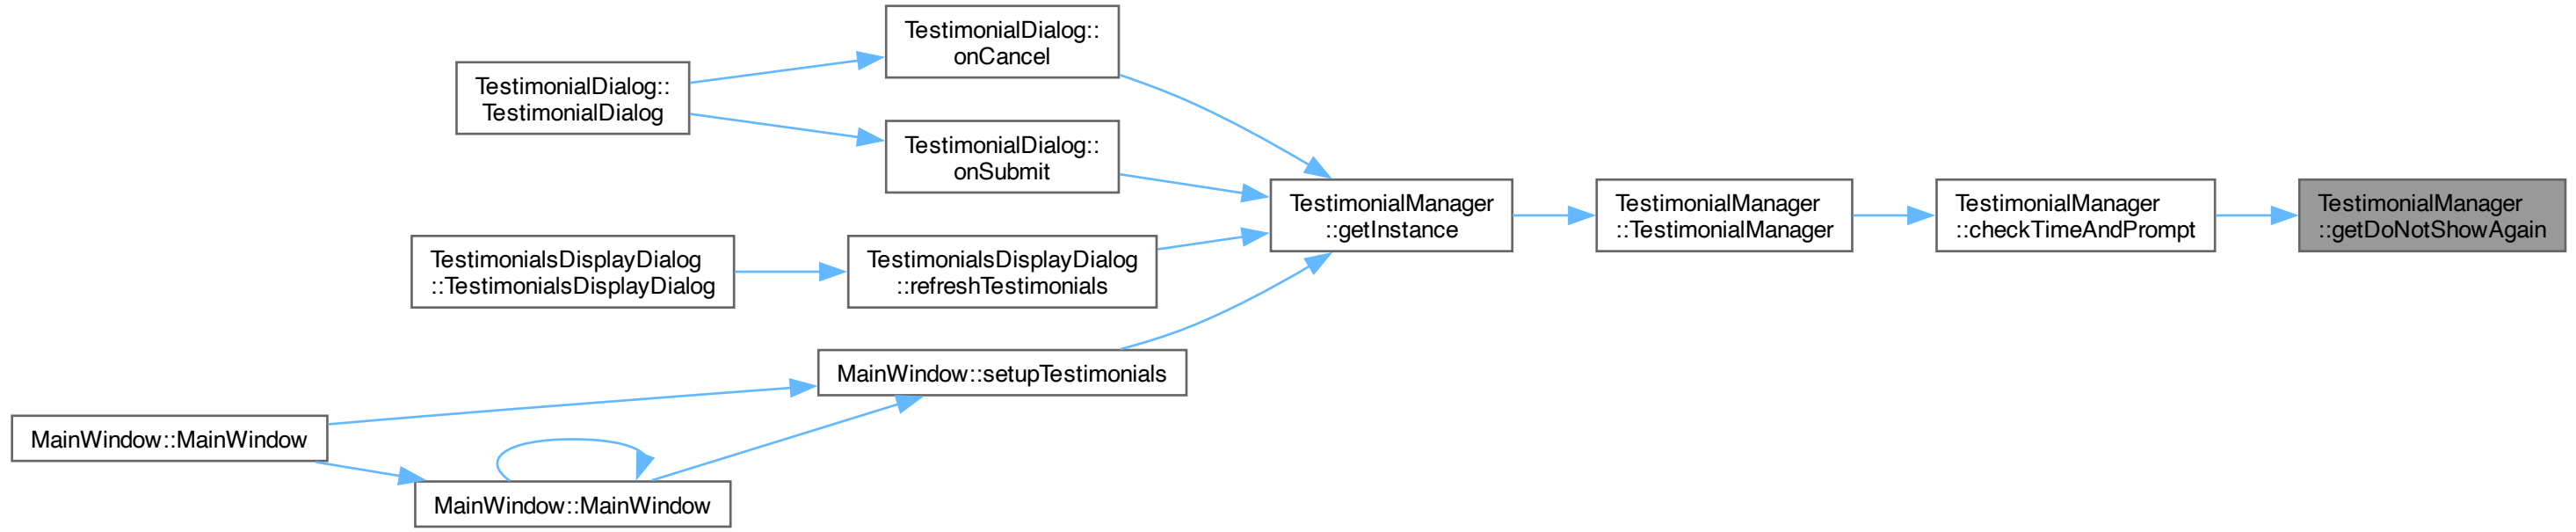 TestimonialDialog::
onCancel
TestimonialDialog::
TestimonialDialog
TestimonialDialog::
onSubmit
TestimonialManager
::getInstance
TestimonialManager
::TestimonialManager
TestimonialManager
::checkTimeAndPrompt
TestimonialManager
::getDoNotShowAgain
TestimonialsDisplayDialog
::TestimonialsDisplayDialog
TestimonialsDisplayDialog
::refreshTestimonials
MainWindow::setupTestimonials
MainWindow::MainWindow
MainWindow::MainWindow